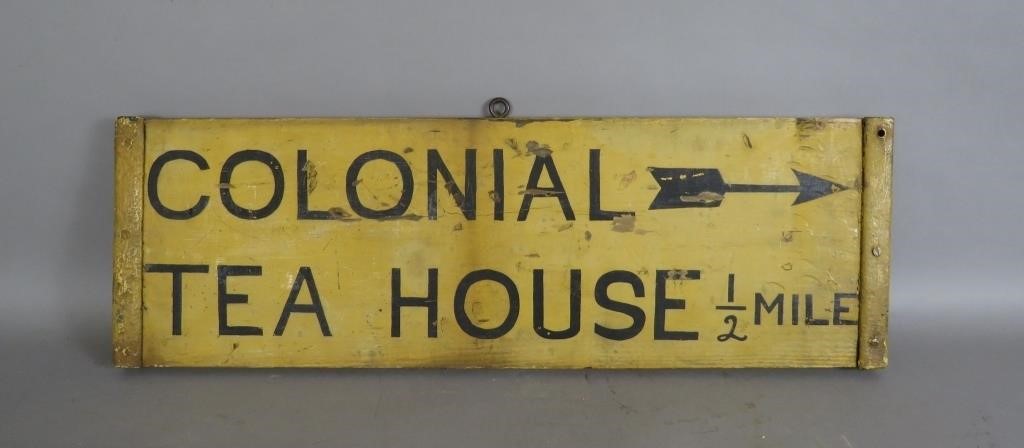 COLONIAL
TEA HOUSE 1/2 MILE